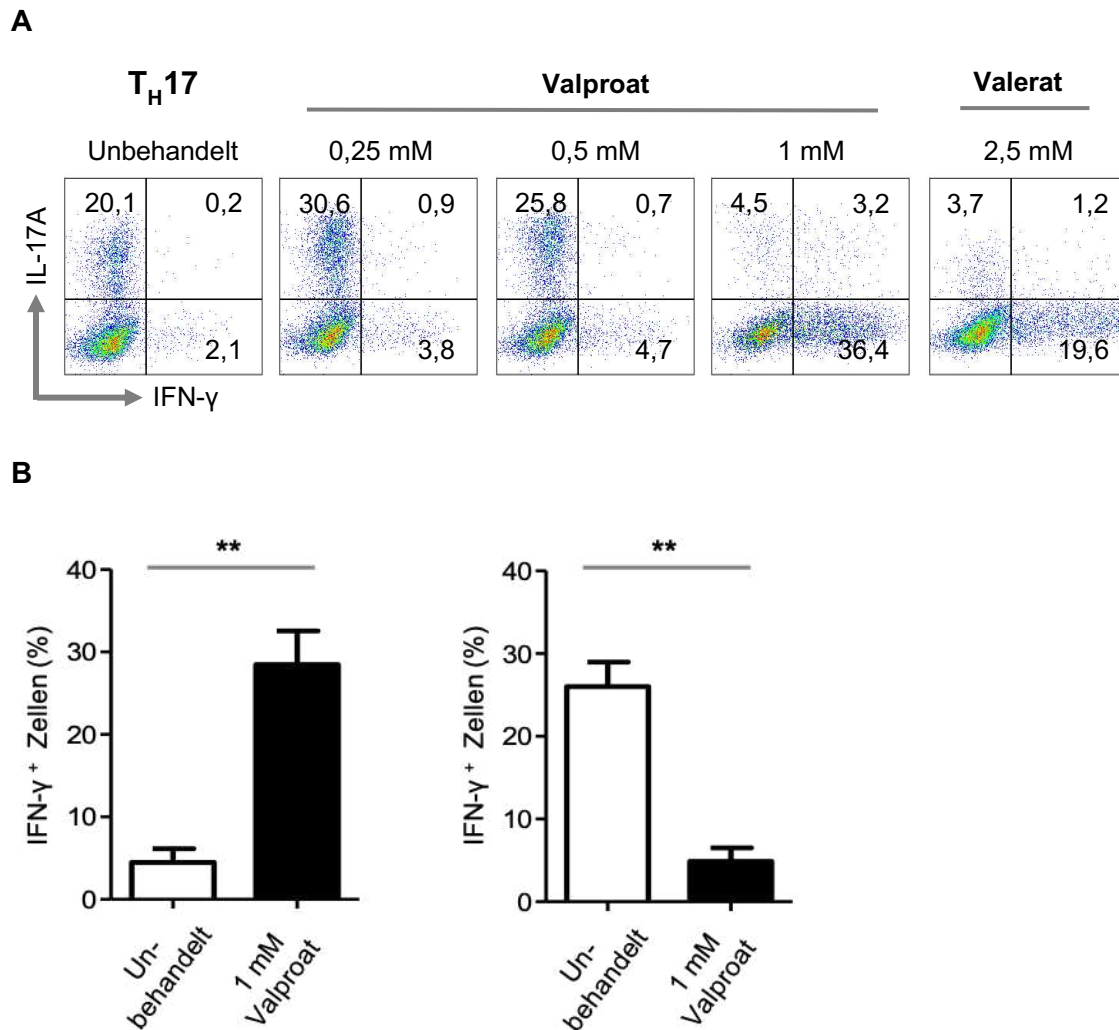 A
T_H17 Valproat Valerat
Unbehandelt 0,25 mM 0,5 mM 1 mM 2,5 mM
20,1 0,2 30,6 0,9 25,8 0,7 4,5 3,2 3,7 1,2
IL-17A
2,1 3,8 4,7 36,4 19,6
IFN-γ
B
**
40
30
20
10
0
IFN-γ⁺ Zellen (%)
Un-
behandelt
1 mM
Valproat
**
40
30
20
10
0
IFN-γ⁺ Zellen (%)
Un-
behandelt
1 mM
Valproat